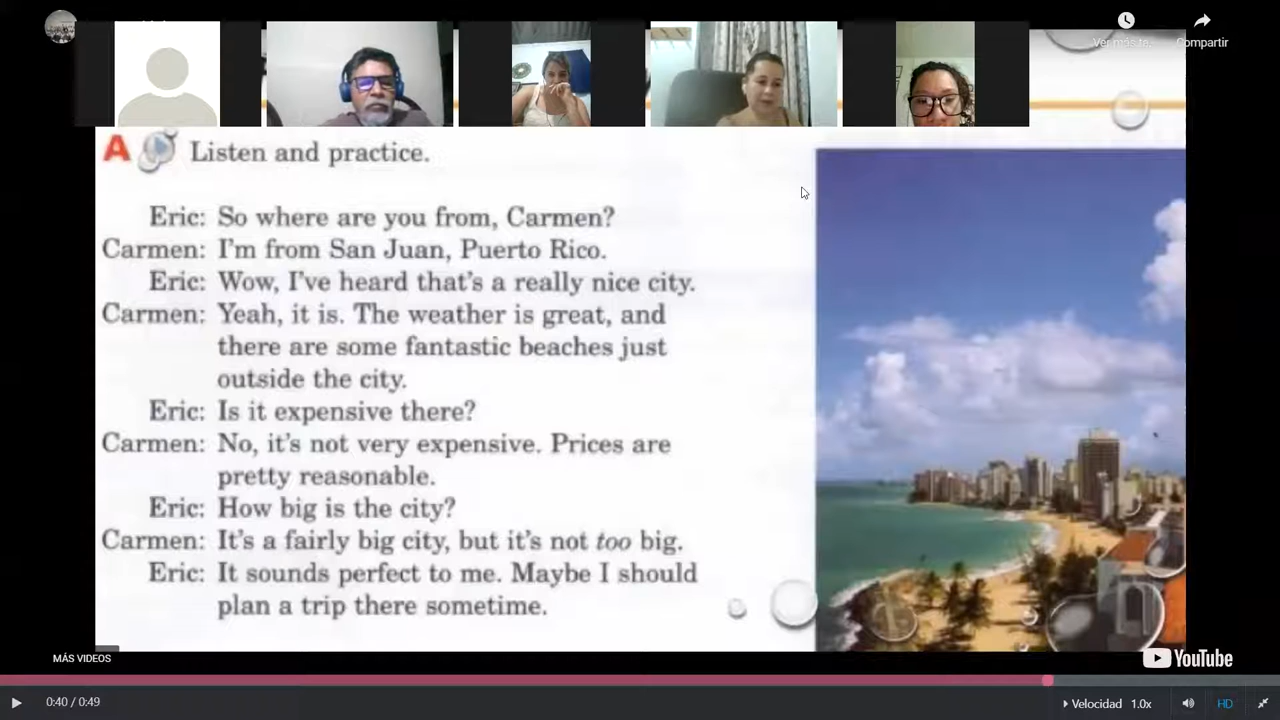 Ver más ta...
Compartir
A Listen and practice.
Eric: So where are you from, Carmen?
Carmen: I'm from San Juan, Puerto Rico.
Eric: Wow, I've heard that's a really nice city.
Carmen: Yeah, it is. The weather is great, and
there are some fantastic beaches just
outside the city.
Eric: Is it expensive there?
Carmen: No, it's not very expensive. Prices are
pretty reasonable.
Eric: How big is the city?
Carmen: It's a fairly big city, but it's not too big.
Eric: It sounds perfect to me. Maybe I should
plan a trip there sometime.
MÁS VIDEOS
YouTube
0:40 / 0:49
Velocidad 1.0x
HD